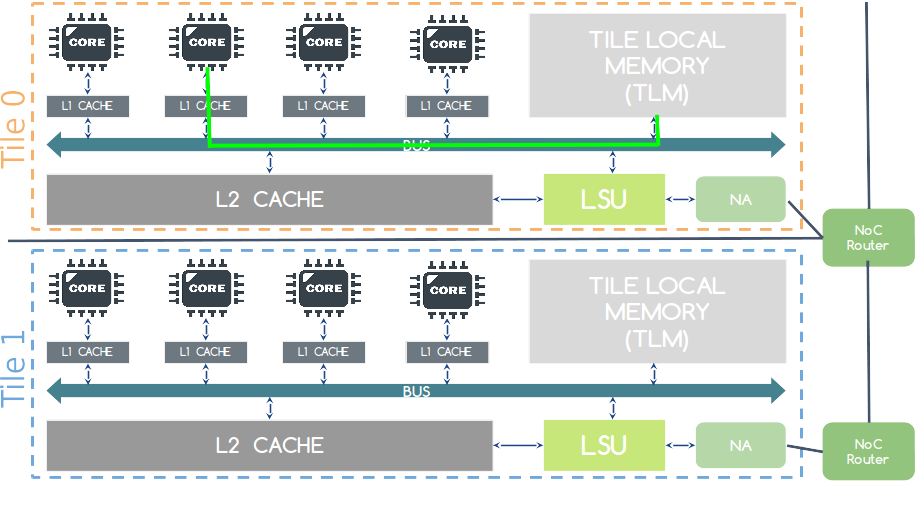 Tile 0
CORE
CORE
CORE
CORE
TILE LOCAL
MEMORY
(TLM)
L1 CACHE
L1 CACHE
L1 CACHE
L1 CACHE
BUS
L2 CACHE
LSU
NA
NoC
Router
Tile 1
CORE
CORE
CORE
CORE
TILE LOCAL
MEMORY
(TLM)
L1 CACHE
L1 CACHE
L1 CACHE
L1 CACHE
BUS
L2 CACHE
LSU
NA
NoC
Router